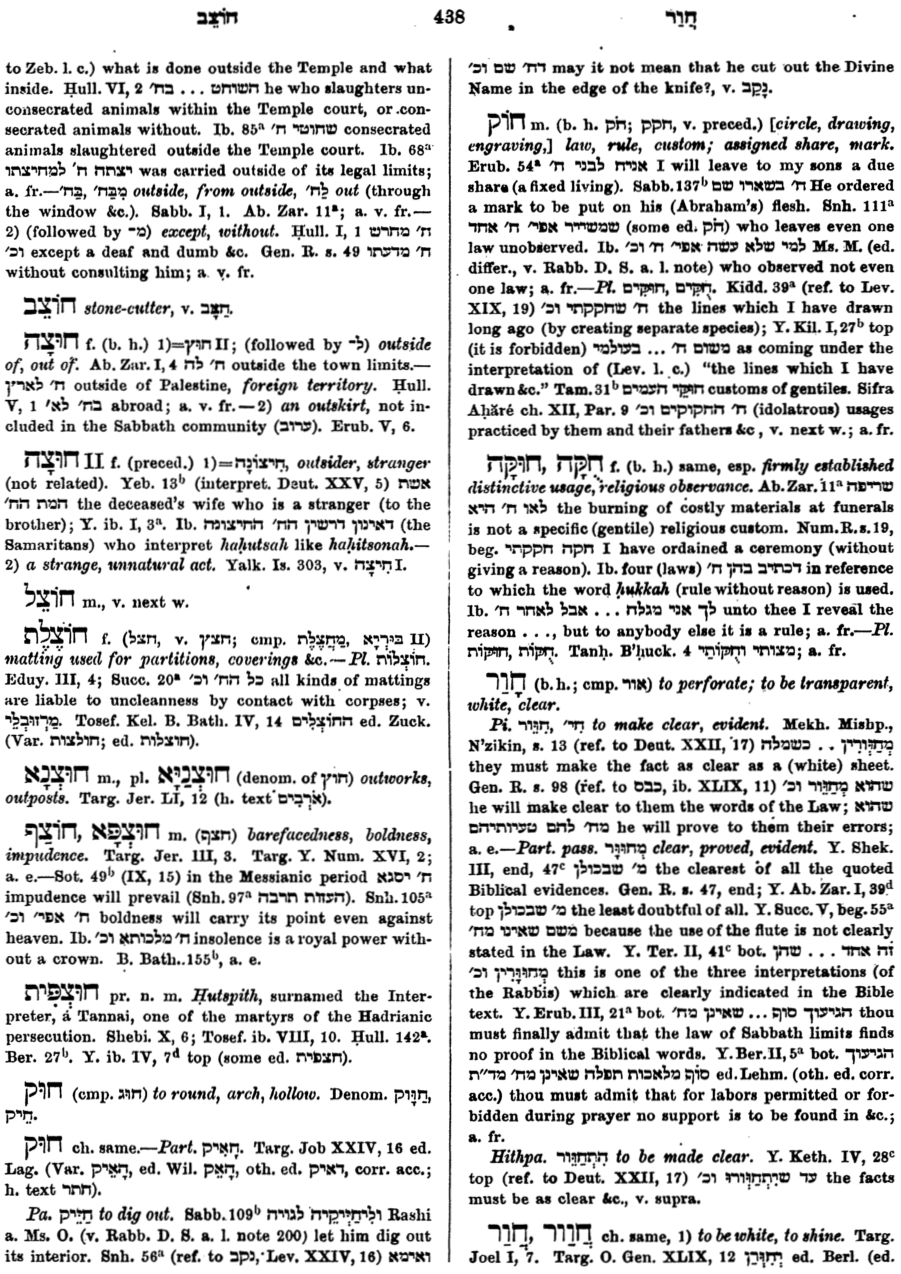 חוֹצֵב
438
חָוַר
to Zeb. l. c.) what is done outside the Temple and what
inside. Ḥull. VI, 2 השוחט ... בח׳ he who slaughters un-
consecrated animals within the Temple court, or con-
secrated animals without. Ib. 85ᵃ שחוטי ח׳ consecrated
animals slaughtered outside the Temple court. Ib. 68ᵃ
יצתה ח׳ למחיצתו was carried outside of its legal limits;
a. fr.—מִבַּח׳, בַּח׳ outside, from outside, לַח׳ out (through
the window &c.). Sabb. I, 1. Ab. Zar. 11ᵃ; a. v. fr.—
2) (followed by מ־) except, without. Ḥull. I, 1 ח׳ מחרש
וכ׳ except a deaf and dumb &c. Gen. R. s. 49 ח׳ מדעתו
without consulting him; a. v. fr.
חוֹצֵב stone-cutter, v. חָצַב.
חוּצָה f. (b. h.) 1)=חוּץ II; (followed by ל־) outside
of, out of. Ab. Zar. I, 4 ח׳ לה outside the town limits.—
ח׳ לארץ outside of Palestine, foreign territory. Ḥull.
V, 1 בח׳ לא׳ abroad; a. v. fr.—2) an outskirt, not in-
cluded in the Sabbath community (ערוב). Erub. V, 6.
חוּצָה II f. (preced.) 1)=חִיצוֹנָה, outsider, stranger
(not related). Yeb. 13ᵇ (interpret. Deut. XXV, 5) אשת
המת הח׳ the deceased's wife who is a stranger (to the
brother); Y. ib. I, 3ᵃ. Ib. דאינון דרשין הח׳ החיצונה (the
Samaritans) who interpret haḥutsah like haḥitsonah.—
2) a strange, unnatural act. Yalk. Is. 303, v. חִיצָה I.
חוֹצֵל m., v. next w.
חוֹצֶלֶת f. (חצל, v. חצץ; cmp. מַחֲצֶלֶת, בּוּרְיָא II)
matting used for partitions, coverings &c.—Pl. חוֹצְלוֹת.
Eduy. III, 4; Succ. 20ᵃ כל הח׳ וכ׳ all kinds of mattings
are liable to uncleanness by contact with corpses; v.
מַרְזוּבְלֵי. Tosef. Kel. B. Bath. IV, 14 החוֹצָלִים ed. Zuck.
(Var. חולצות; ed. חוצלות).
חוּצְנָא m., pl. חוּצְנַיָּא (denom. of חוץ) outworks,
outposts. Targ. Jer. LI, 12 (h. text אֹרְבִים).
חוּצְפָּא, חוֹצַף m. (חצף) barefacedness, boldness,
impudence. Targ. Jer. III, 3. Targ. Y. Num. XVI, 2;
a. e.—Sot. 49ᵇ (IX, 15) in the Messianic period ח׳ יסגא
impudence will prevail (Snh. 97ᵃ העזות תרבה). Snh. 105ᵃ
ח׳ אפי׳ וכ׳ boldness will carry its point even against
heaven. Ib. ח׳ מלכותא וכ׳ insolence is a royal power with-
out a crown. B. Bath. 155ᵇ, a. e.
חוּצְפִּית pr. n. m. Ḥutspith, surnamed the Inter-
preter, a Tannai, one of the martyrs of the Hadrianic
persecution. Shebi. X, 6; Tosef. ib. VIII, 10. Ḥull. 142ᵃ.
Ber. 27ᵇ. Y. ib. IV, 7ᵈ top (some ed. חצפית).
חוּק (cmp. חוג) to round, arch, hollow. Denom. חַוּוּק,
חֵיק.
חוּק ch. same.—Part. חָאֵיק. Targ. Job XXIV, 16 ed.
Lag. (Var. חָאֵיק, ed. Wil. חָאֵק, oth. ed. דאיק, corr. acc.;
h. text חתר).
Pa. חַיֵּיק to dig out. Sabb. 109ᵇ וליחַיְיקֵיה לגויה Rashi
a. Ms. O. (v. Rabb. D. S. a. l. note 200) let him dig out
its interior. Snh. 56ᵃ (ref. to נקב, Lev. XXIV, 16) ואימא
דח׳ שם וכ׳ may it not mean that he cut out the Divine
Name in the edge of the knife?, v. נָקַב.
חוֹק m. (b. h. חֹק; חקק, v. preced.) [circle, drawing,
engraving,] law, rule, custom; assigned share, mark.
Erub. 54ᵃ אניח לבני ח׳ I will leave to my sons a due
share (a fixed living). Sabb. 137ᵇ ח׳ בשארו שם He ordered
a mark to be put on his (Abraham's) flesh. Snh. 111ᵃ
שמשייר אפי׳ ח׳ אחד (some ed. חֹק) who leaves even one
law unobserved. Ib. למי שלא עשה אפי׳ ח׳ וכ׳ Ms. M. (ed.
differ., v. Rabb. D. S. a. l. note) who observed not even
one law; a. fr.—Pl. חֻקִּים, חוּקִּים. Kidd. 39ᵃ (ref. to Lev.
XIX, 19) ח׳ שחקקתי וכ׳ the lines which I have drawn
long ago (by creating separate species); Y. Kil. I, 27ᵇ top
(it is forbidden) משום ח׳ ... בעולמי as coming under the
interpretation of (Lev. l. c.) “the lines which I have
drawn &c.” Tam. 31ᵇ חוקי העמים customs of gentiles. Sifra
Aḥăré ch. XII, Par. 9 ח׳ החקוקים וכ׳ (idolatrous) usages
practiced by them and their fathers &c, v. next w.; a. fr.
חֻקָּה, חוּקָּה f. (b. h.) same, esp. firmly established
distinctive usage, religious observance. Ab. Zar. 11ᵃ שריפה
לאו ח׳ היא the burning of costly materials at funerals
is not a specific (gentile) religious custom. Num. R. s. 19,
beg. חקה חקקתי I have ordained a ceremony (without
giving a reason). Ib. four (laws) דכתיב בהן ח׳ in reference
to which the word ḥukkah (rule without reason) is used.
Ib. לך אני מגלה ... אבל לאחר ח׳ unto thee I reveal the
reason . . ., but to anybody else it is a rule; a. fr.—Pl.
חֻקּוֹת, חוּקּוֹת. Tanḥ. B'ḥuck. 4 מצותי וחֻקּוֹתַי; a. fr.
חָוַר (b. h.; cmp. אור) to perforate; to be transparent,
white, clear.
Pi. חִוֵּור, חִי׳ to make clear, evident. Mekh. Mishp.,
N'zikin, s. 13 (ref. to Deut. XXII, 17) מְחַוְּורִין . . כשמלה
they must make the fact as clear as a (white) sheet.
Gen. R. s. 98 (ref. to כבס, ib. XLIX, 11) שהוא מְחַוֵּור וכ׳
he will make clear to them the words of the Law; שהוא
מח׳ להם טעיותיהם he will prove to them their errors;
a. e.—Part. pass. מְחוּוָּר clear, proved, evident. Y. Shek.
III, end, 47ᶜ מ׳ שבכולן the clearest of all the quoted
Biblical evidences. Gen. R. s. 47, end; Y. Ab. Zar. I, 39ᵈ
top מ׳ שבכולן the least doubtful of all. Y. Succ. V, beg. 55ᵃ
משם שאינו מח׳ because the use of the flute is not clearly
stated in the Law. Y. Ter. II, 41ᶜ bot. זה אחד ... שהן
מְחוּוָּרִין וכ׳ this is one of the three interpretations (of
the Rabbis) which are clearly indicated in the Bible
text. Y. Erub. III, 21ᵃ bot. הגיעוך סוף ... שאינן מח׳ thou
must finally admit that the law of Sabbath limits finds
no proof in the Biblical words. Y. Ber. II, 5ᵃ bot. הגיעוך
סוף מלאכות תפלה שאינן מח׳ מד״ת ed. Lehm. (oth. ed. corr.
acc.) thou must admit that for labors permitted or for-
bidden during prayer no support is to be found in &c.;
a. fr.
Hithpa. הִתְחַוֵּור to be made clear. Y. Keth. IV, 28ᶜ
top (ref. to Deut. XXII, 17) עד שיִתְחַוְּורוּ וכ׳ the facts
must be as clear &c., v. supra.
חֲוַר, חֲוַור ch. same, 1) to be white, to shine. Targ.
Joel I, 7. Targ. O. Gen. XLIX, 12 יְחַוְּרָן ed. Berl. (ed.